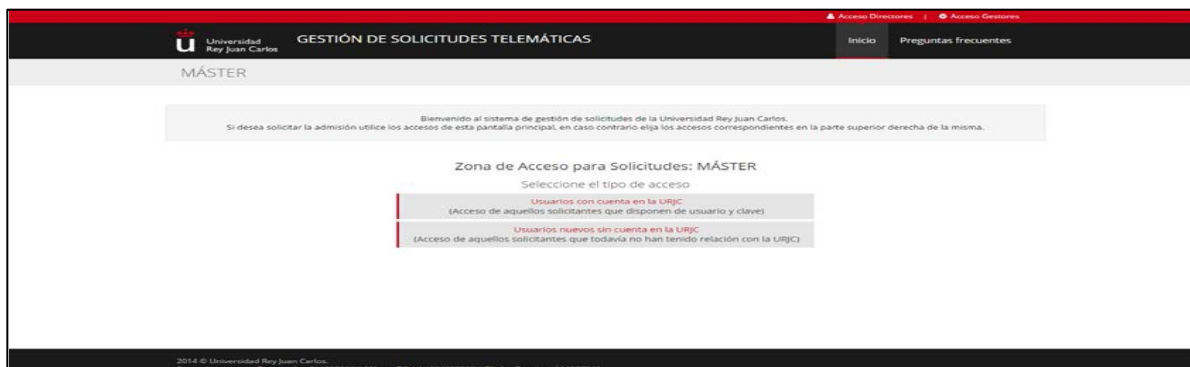 Acceso Directores | Acceso Gestores
Universidad
Rey Juan Carlos
GESTIÓN DE SOLICITUDES TELEMÁTICAS
Inicio
Preguntas frecuentes
MÁSTER
Bienvenido al sistema de gestión de solicitudes de la Universidad Rey Juan Carlos.
Si desea solicitar la admisión utilice los accesos de esta pantalla principal, en caso contrario elija los accesos correspondientes en la parte superior derecha de la misma.
Zona de Acceso para Solicitudes: MÁSTER
Seleccione el tipo de acceso
Usuarios con cuenta en la URJC
(Acceso de aquellos solicitantes que disponen de usuario y clave)
Usuarios nuevos sin cuenta en la URJC
(Acceso de aquellos solicitantes que todavía no han tenido relación con la URJC)
2014 © Universidad Rey Juan Carlos.